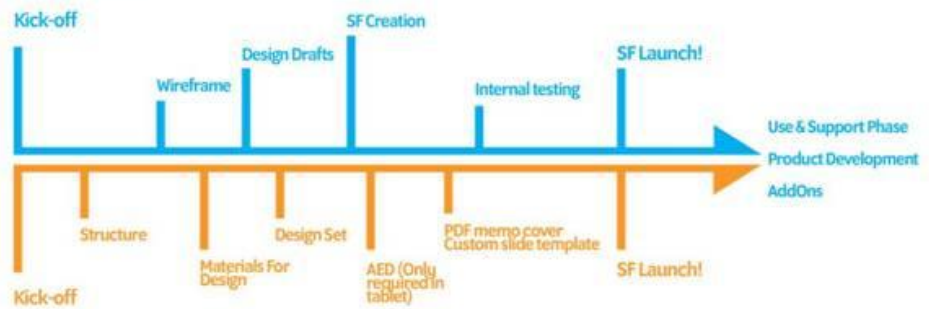 Kick-off
SF Creation
Design Drafts
SF Launch!
Wireframe
Internal testing
Use & Support Phase
Product Development
AddOns
Structure
Design Set
PDF memo cover
Custom slide template
Materials For
Design
AED (Only
required in
tablet)
SF Launch!
Kick-off